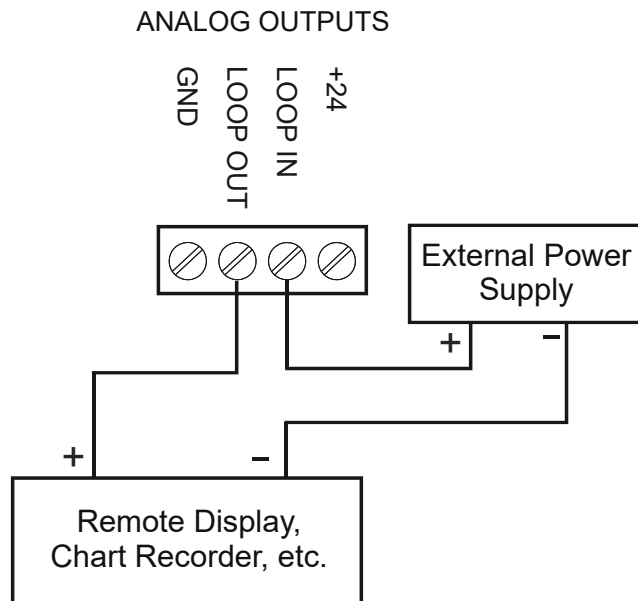 ANALOG OUTPUTS
GND
LOOP OUT
LOOP IN
+24
External Power
Supply
+
–
+
–
Remote Display,
Chart Recorder, etc.